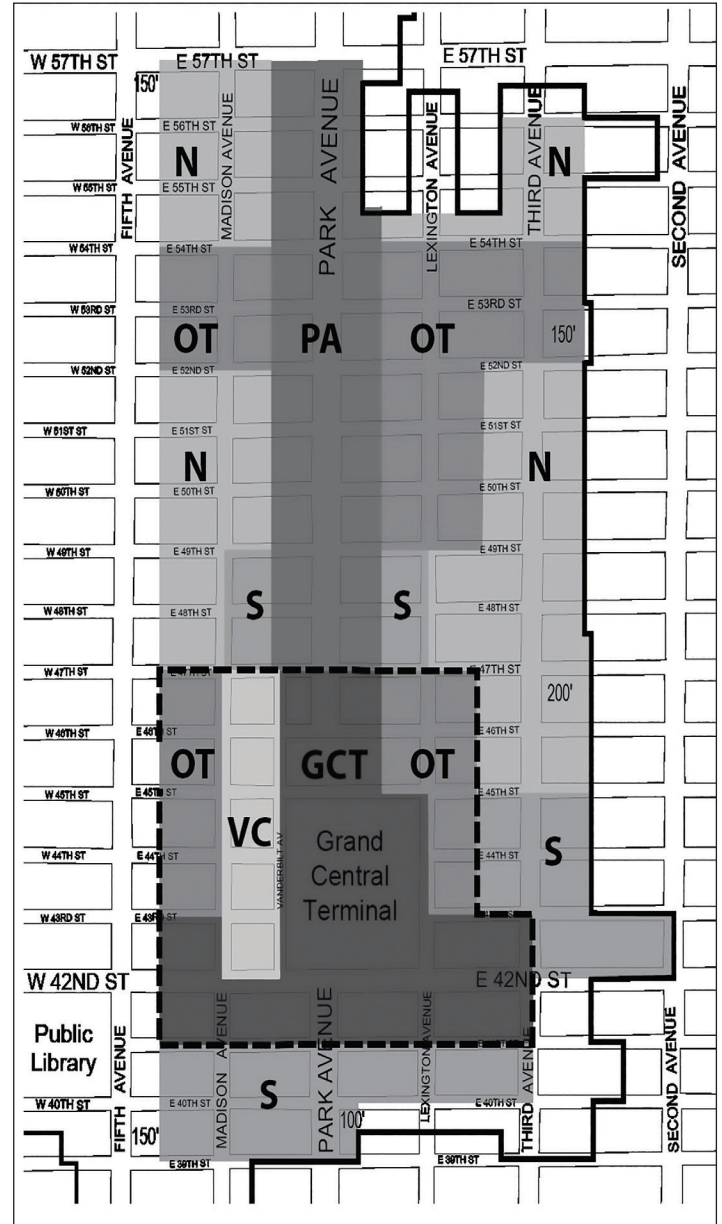 W 57TH ST
E 57TH ST
E 57TH ST
150'
W 56TH ST
E 56TH ST
N
N
W 55TH ST
E 55TH ST
FIFTH AVENUE
MADISON AVENUE
PARK AVENUE
LEXINGTON AVENUE
THIRD AVENUE
SECOND AVENUE
W 54TH ST
E 54TH ST
E 54TH ST
W 53RD ST
E 53RD ST
E 53RD ST
OT
PA
OT
150'
W 52ND ST
E 52ND ST
E 52ND ST
W 51ST ST
E 51ST ST
E 51ST ST
N
N
W 50TH ST
E 50TH ST
E 50TH ST
W 49TH ST
E 49TH ST
E 49TH ST
S
S
W 48TH ST
E 48TH ST
E 48TH ST
W 47TH ST
E 47TH ST
E 47TH ST
200'
W 46TH ST
E 46TH ST
E 46TH ST
OT
GCT
OT
W 45TH ST
E 45TH ST
E 45TH ST
VC
VANDERBILT AV
Grand
Central
Terminal
W 44TH ST
E 44TH ST
E 44TH ST
S
W 43RD ST
E 43RD ST
W 42ND ST
E 42ND ST
Public
Library
FIFTH AVENUE
MADISON AVENUE
PARK AVENUE
LEXINGTON AVENUE
THIRD AVENUE
SECOND AVENUE
S
W 40TH ST
E 40TH ST
E 40TH ST
100'
150'
E 39TH ST
E 39TH ST